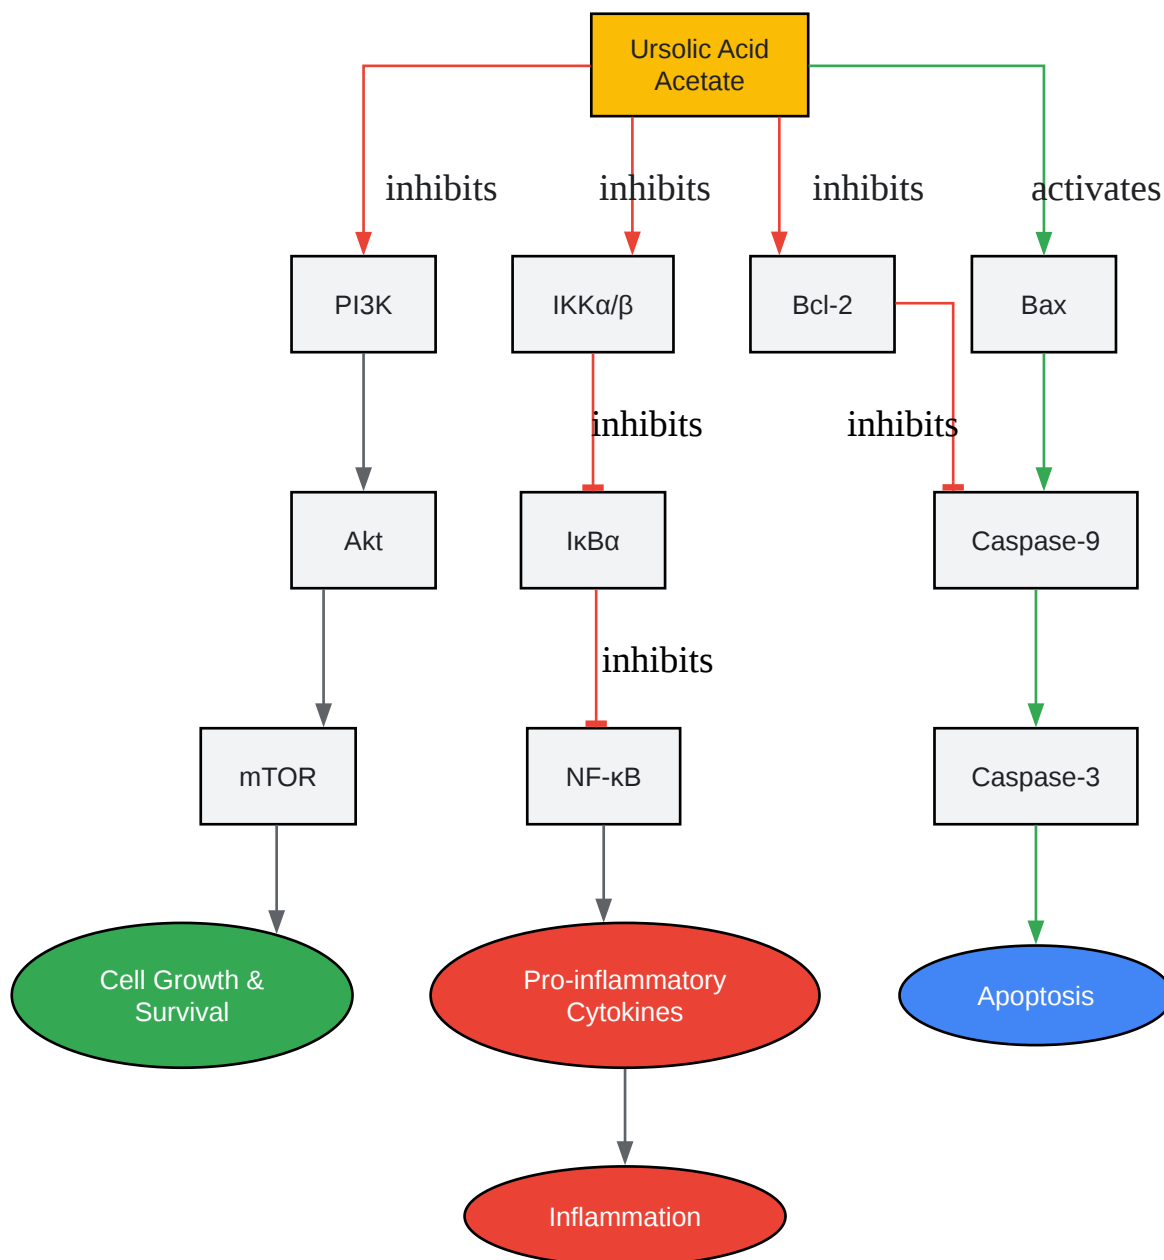 Ursolic Acid
Acetate
inhibits
inhibits
inhibits
activates
PI3K
IKKα/β
Bcl-2
Bax
inhibits
inhibits
Akt
IκBα
Caspase-9
inhibits
mTOR
NF-κB
Caspase-3
Cell Growth &
Survival
Pro-inflammatory
Cytokines
Apoptosis
Inflammation